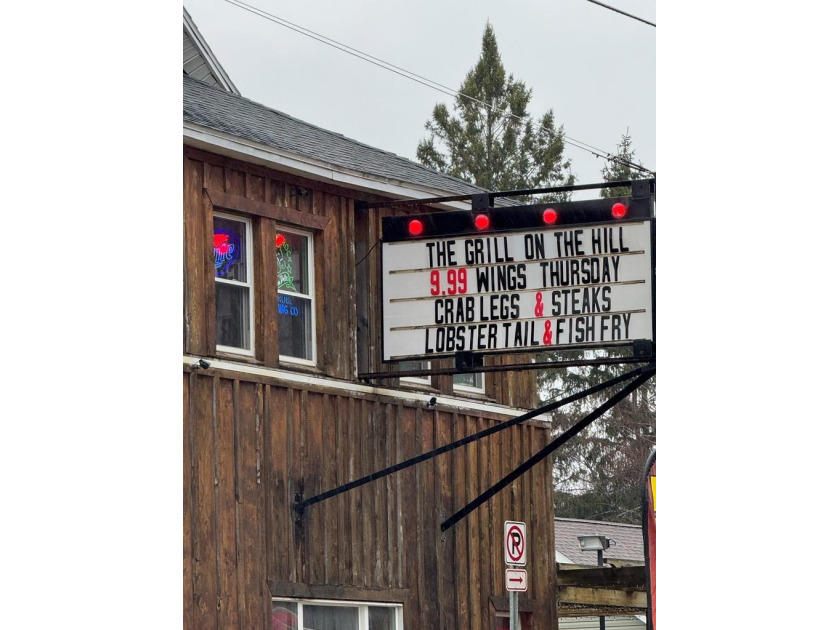 THE GRILL ON THE HILL
9.99 WINGS THURSDAY
CRAB LEGS & STEAKS
LOBSTER TAIL & FISH FRY
P